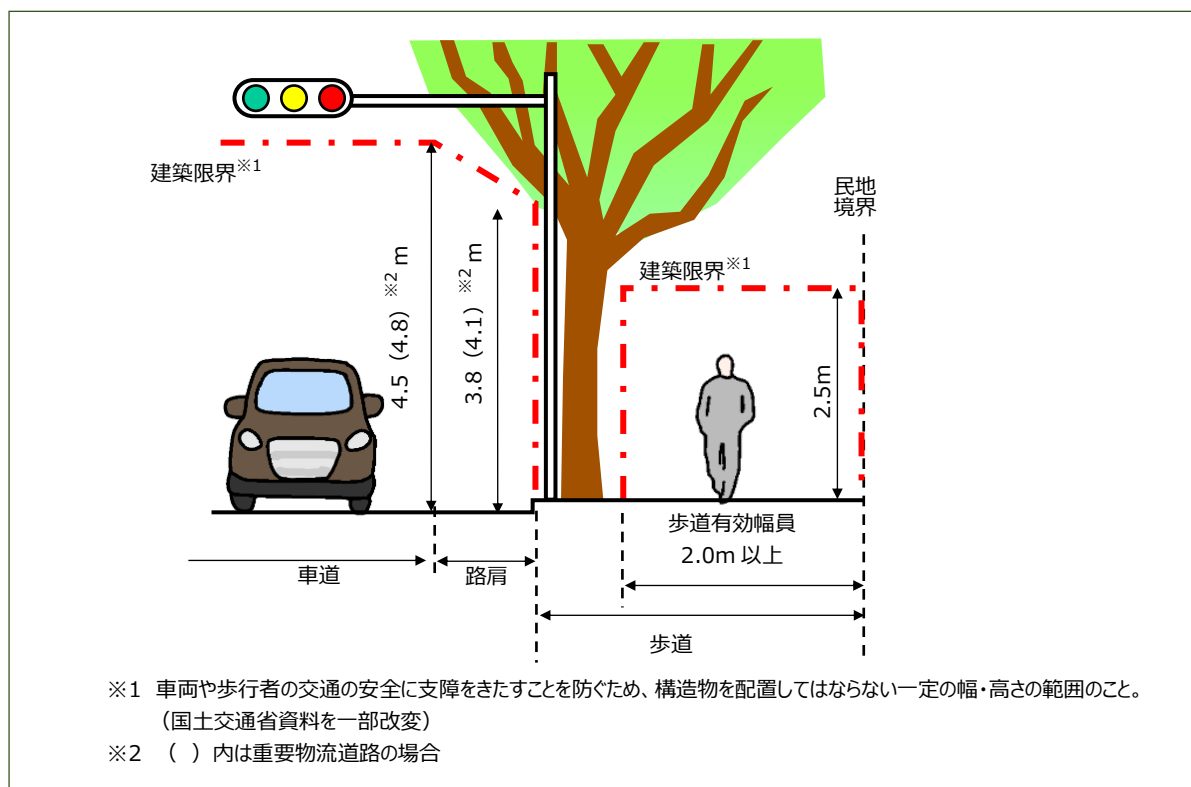 建築限界※1
民地
境界
建築限界※1
4.5（4.8）※2 m
3.8（4.1）※2 m
2.5m
歩道有効幅員
2.0m 以上
車道
路肩
歩道
※1 車両や歩行者の交通の安全に支障をきたすことを防ぐため、構造物を配置してはならない一定の幅・高さの範囲のこと。
（国土交通省資料を一部改変）
※2 （ ）内は重要物流道路の場合